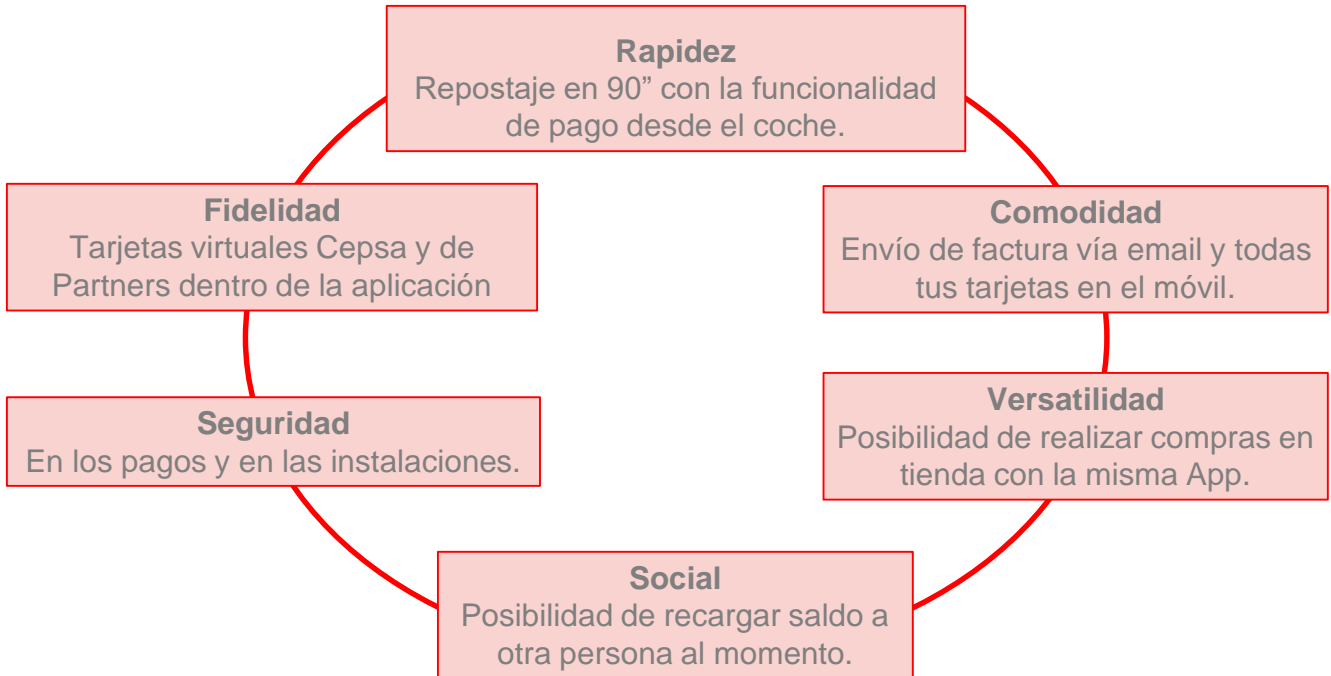 Rapidez
Repostaje en 90” con la funcionalidad
de pago desde el coche.
Fidelidad
Tarjetas virtuales Cepsa y de
Partners dentro de la aplicación
Comodidad
Envío de factura vía email y todas
tus tarjetas en el móvil.
Seguridad
En los pagos y en las instalaciones.
Versatilidad
Posibilidad de realizar compras en
tienda con la misma App.
Social
Posibilidad de recargar saldo a
otra persona al momento.